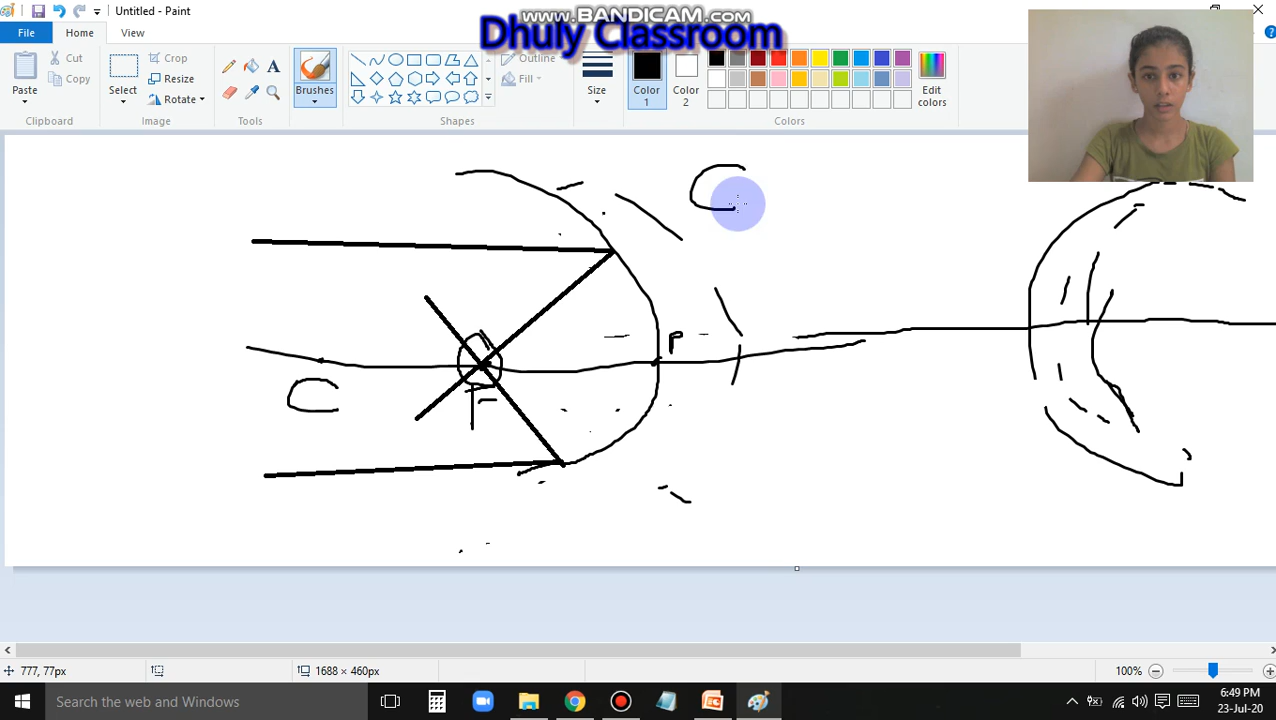 Untitled - Paint
www.BANDICAM.com
Dhuly Classroom
File
Home
View
Paste
Cut
Copy
Clipboard
Select
Crop
Resize
Rotate
Image
Tools
Brushes
Shapes
Outline
Fill
Size
Color 1
Color 2
Colors
Edit colors
C
P
C
F
777, 77px
1688 × 460px
100%
Search the web and Windows
6:49 PM
23-Jul-20